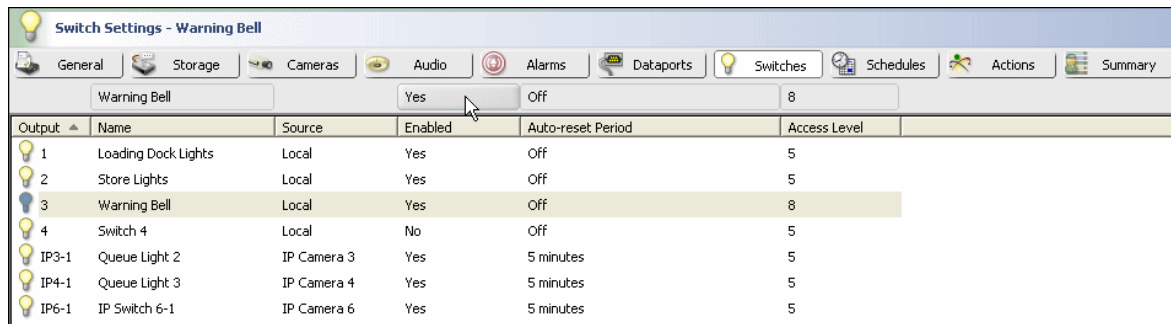 Switch Settings - Warning Bell
General Storage Cameras Audio Alarms Dataports Switches Schedules Actions Summary
Warning Bell Yes Off 8
Output Name Source Enabled Auto-reset Period Access Level
1 Loading Dock Lights Local Yes Off 5
2 Store Lights Local Yes Off 5
3 Warning Bell Local Yes Off 8
4 Switch 4 Local No Off 5
IP3-1 Queue Light 2 IP Camera 3 Yes 5 minutes 5
IP4-1 Queue Light 3 IP Camera 4 Yes 5 minutes 5
IP6-1 IP Switch 6-1 IP Camera 6 Yes 5 minutes 5